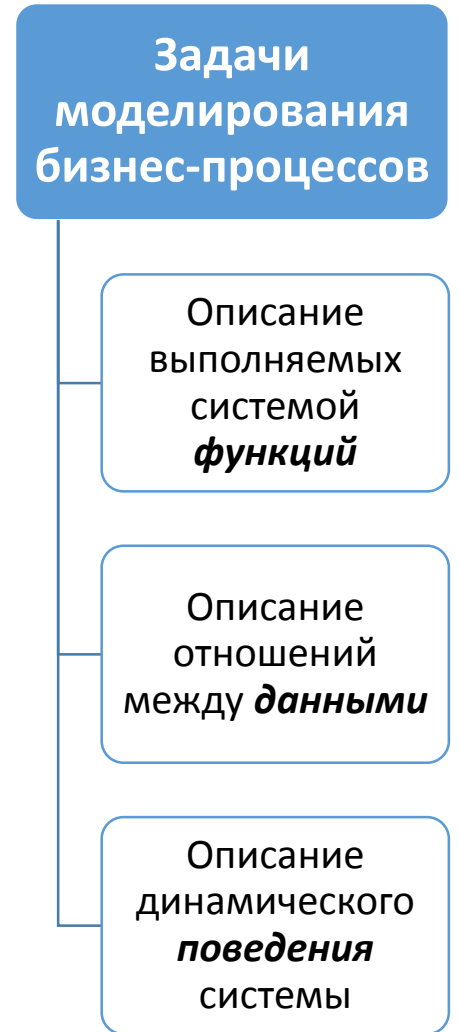 Задачи
моделирования
бизнес-процессов
Описание
выполняемых
системой
функций
Описание
отношений
между данными
Описание
динамического
поведения
системы